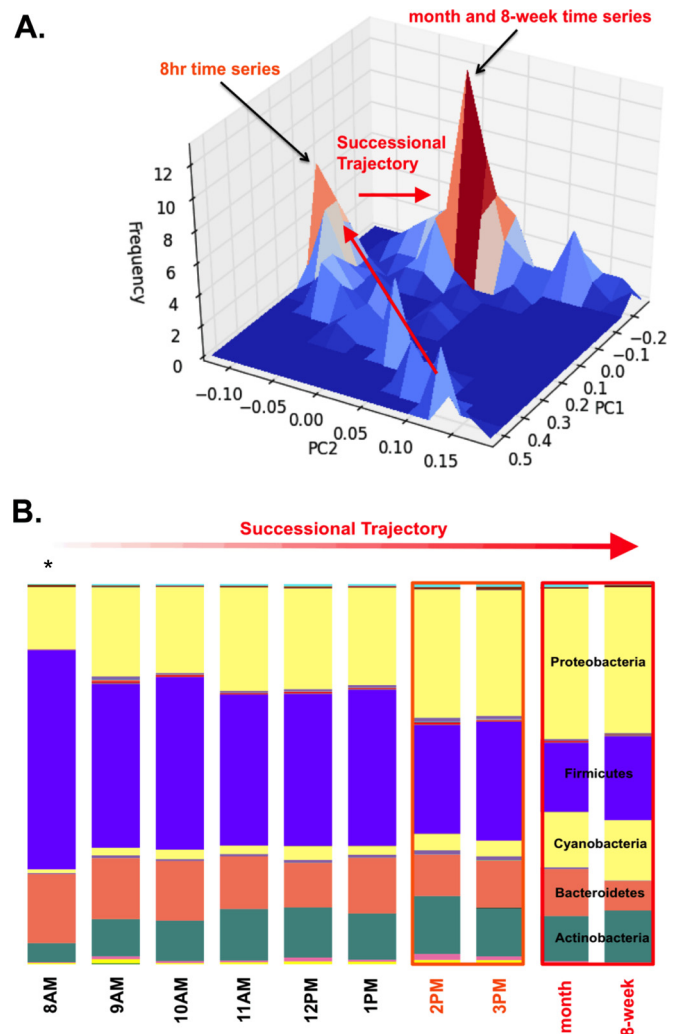 A.
month and 8-week time series
8hr time series
Successional
Trajectory
12
10
8
6
4
2
0
Frequency
−0.10
−0.05
0.00
0.05
0.10
0.15
PC2
−0.2
−0.1
0.0
0.1
0.2
0.3
0.4
0.5
PC1
B.
Successional Trajectory
*
Proteobacteria
Firmicutes
Cyanobacteria
Bacteroidetes
Actinobacteria
8AM
9AM
10AM
11AM
12PM
1PM
2PM
3PM
month
8-week